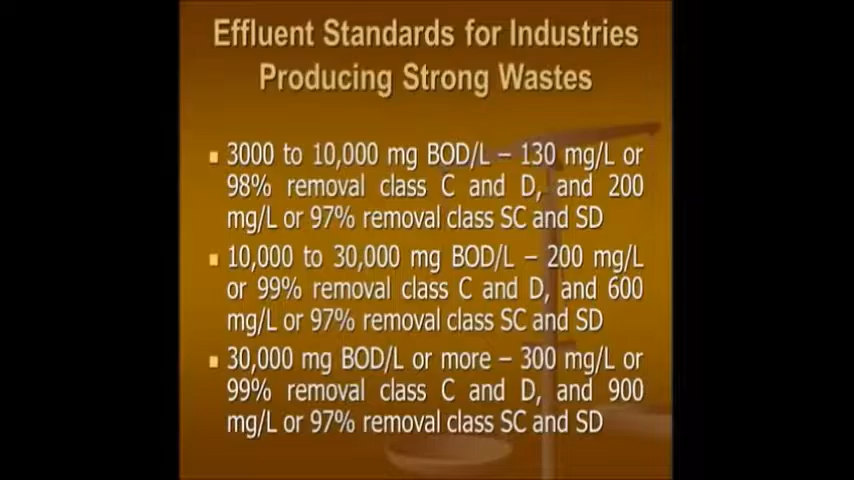 Effluent Standards for Industries
Producing Strong Wastes
▪ 3000 to 10,000 mg BOD/L – 130 mg/L or
98% removal class C and D, and 200
mg/L or 97% removal class SC and SD
▪ 10,000 to 30,000 mg BOD/L – 200 mg/L
or 99% removal class C and D, and 600
mg/L or 97% removal class SC and SD
▪ 30,000 mg BOD/L or more – 300 mg/L or
99% removal class C and D, and 900
mg/L or 97% removal class SC and SD